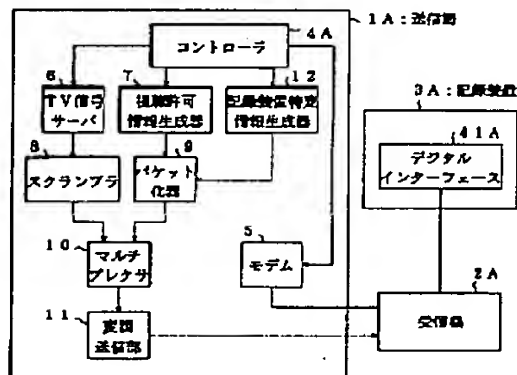 1A:送信部
4A
コントローラ
6
7
12
TV信号
サーバ
視聴許可
情報生成器
記録装置特定
情報生成器
3A:記録装置
41A
デジタル
インターフェース
8
スクランブラ
9
パケット
化器
10
マルチ
プレクサ
5
モデム
2A
受信機
11
変調
送信部